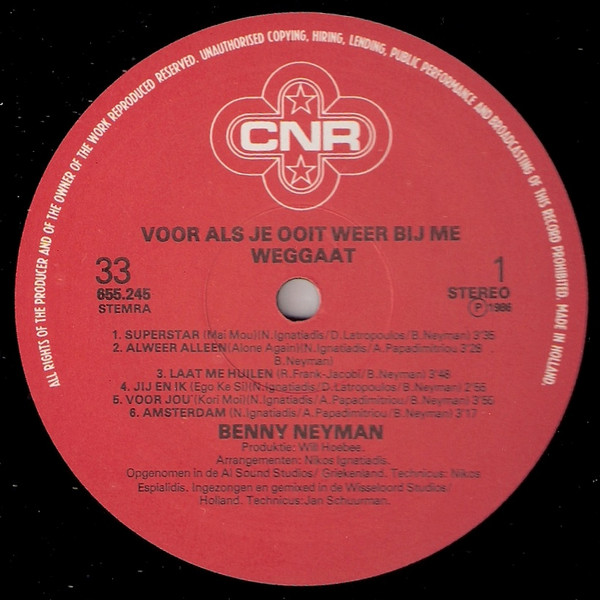 ALL RIGHTS OF THE PRODUCER AND OF THE OWNER OF THE WORK REPRODUCED RESERVED. UNAUTHORISED COPYING, HIRING, LENDING, PUBLIC PERFORMANCE AND BROADCASTING OF THIS RECORD PROHIBITED. MADE IN HOLLAND.
CNR
VOOR ALS JE OOIT WEER BIJ ME
WEGGAAT
33
655.245
STEMRA
1
STEREO
℗ 1986
1. SUPERSTAR (Mai Mou)(N.Ignatiadis/D.Latropoulos/B.Neyman) 3'35
2. ALWEER ALLEEN (Alone Again)(N.Ignatiadis/A.Papadimitriou 3'29
B.Neyman)
3. LAAT ME HUILEN (R.Frank-Jacobi/B.Neyman) 3'48
4. JIJ EN IK (Ego Ke Si)(N.Ignatiadis/D.Latropoulos/B.Neyman) 2'55
5. VOOR JOU (Kori Moi)(N.Ignatiadis/A.Papadimitriou/B.Neyman) 3'55
6. AMSTERDAM (N.Ignatiadis/A.Papadimitriou/B.Neyman) 3'17
BENNY NEYMAN
Produktie: Will Hoebee.
Arrangementen: Nikos Ignatiadis.
Opgenomen in de AI Sound Studios/ Griekenland. Technicus: Nikos
Espialidis. Ingezongen en gemixed in de Wisseloord Studios/
Holland. Technicus: Jan Schuurman.